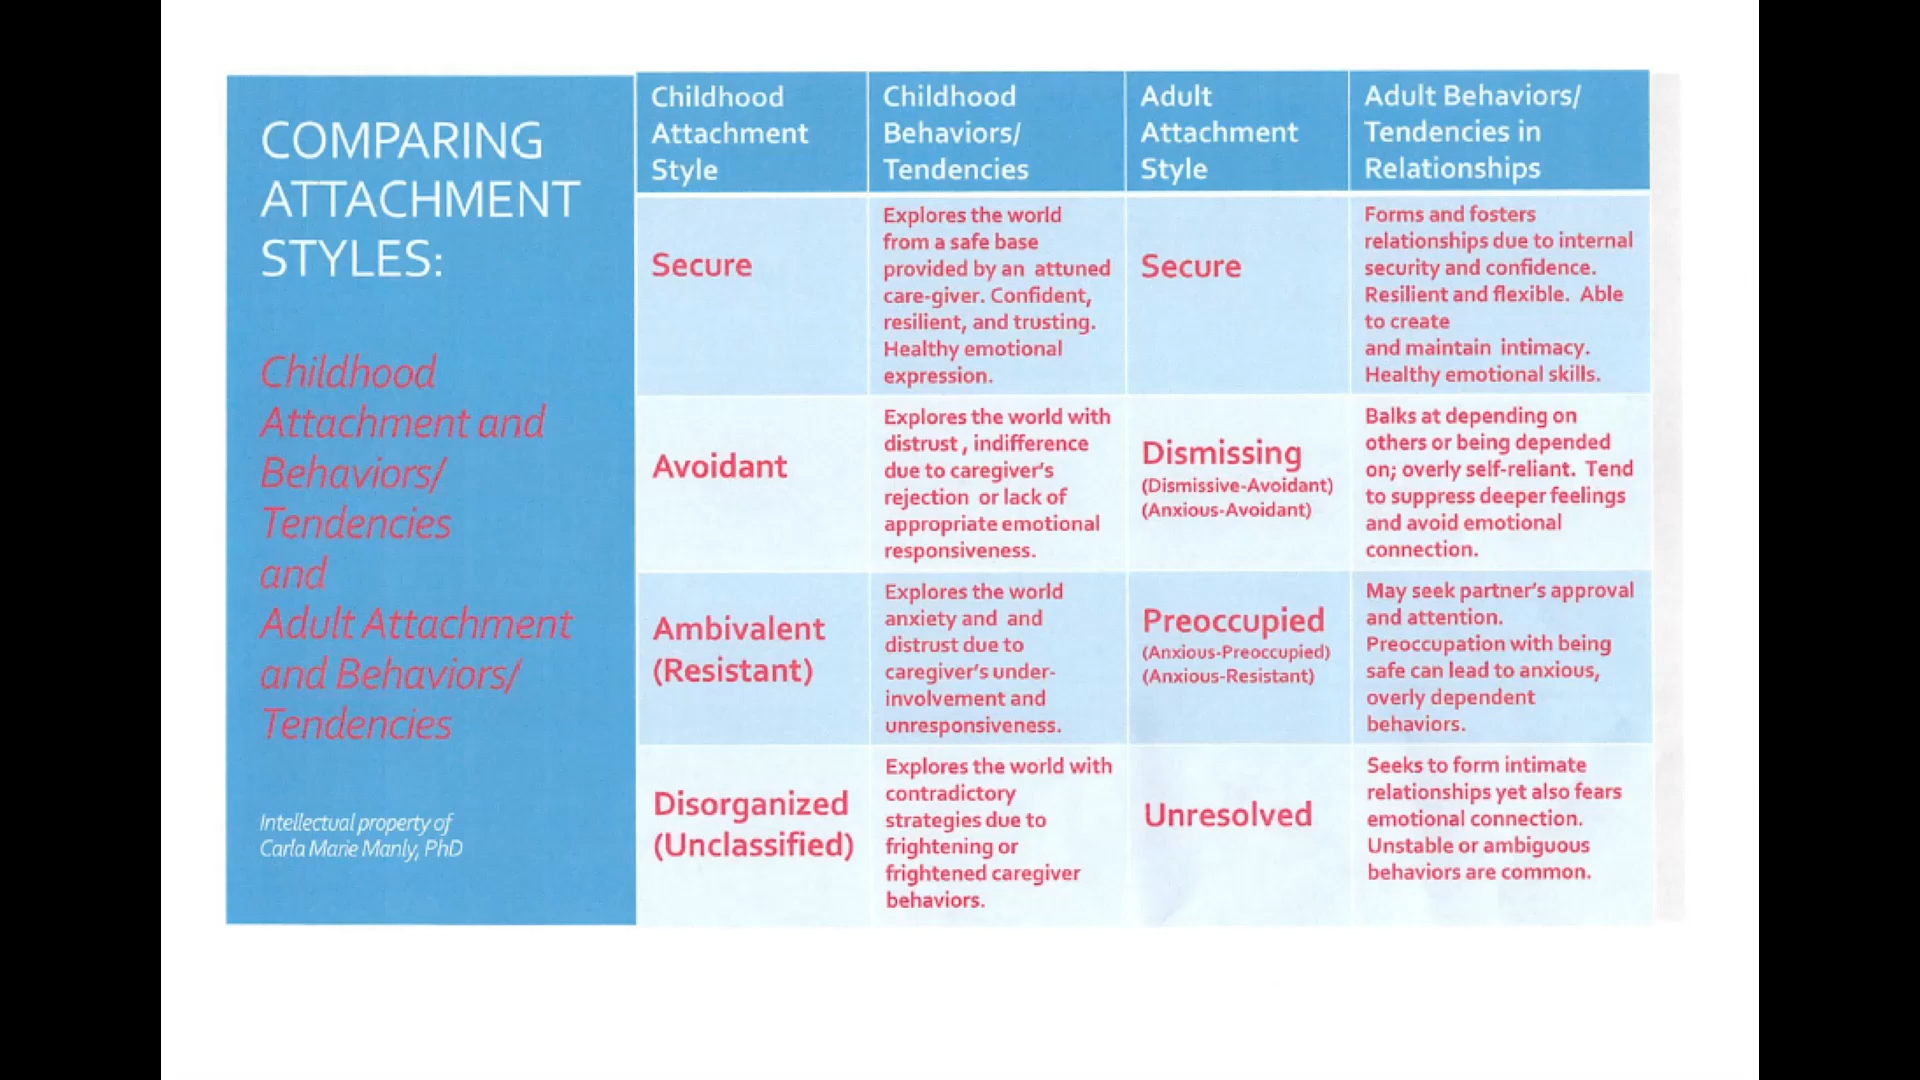 COMPARING
ATTACHMENT
STYLES:
Childhood
Attachment and
Behaviors/
Tendencies
and
Adult Attachment
and Behaviors/
Tendencies
Intellectual property of
Carla Marie Manly, PhD
Childhood
Attachment
Style
Childhood
Behaviors/
Tendencies
Adult
Attachment
Style
Adult Behaviors/
Tendencies in
Relationships
Secure
Explores the world
from a safe base
provided by an attuned
care-giver. Confident,
resilient, and trusting.
Healthy emotional
expression.
Secure
Forms and fosters
relationships due to internal
security and confidence.
Resilient and flexible. Able
to create
and maintain intimacy.
Healthy emotional skills.
Avoidant
Explores the world with
distrust , indifference
due to caregiver's
rejection or lack of
appropriate emotional
responsiveness.
Dismissing
(Dismissive-Avoidant)
(Anxious-Avoidant)
Balks at depending on
others or being depended
on; overly self-reliant. Tend
to suppress deeper feelings
and avoid emotional
connection.
Ambivalent
(Resistant)
Explores the world
anxiety and and
distrust due to
caregiver's under-
involvement and
unresponsiveness.
Preoccupied
(Anxious-Preoccupied)
(Anxious-Resistant)
May seek partner's approval
and attention.
Preoccupation with being
safe can lead to anxious,
overly dependent
behaviors.
Disorganized
(Unclassified)
Explores the world with
contradictory
strategies due to
frightening or
frightened caregiver
behaviors.
Unresolved
Seeks to form intimate
relationships yet also fears
emotional connection.
Unstable or ambiguous
behaviors are common.